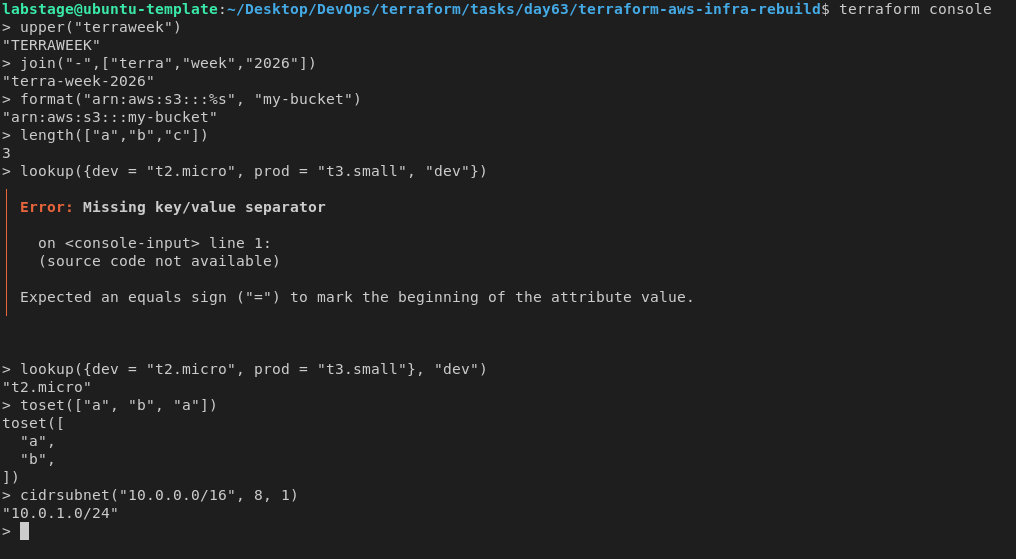 labstage@ubuntu-template:~/Desktop/DevOps/terraform/tasks/day63/terraform-aws-infra-rebuild$ terraform console
> upper("terraweek")
"TERRAWEEK"
> join("-",["terra","week","2026"])
"terra-week-2026"
> format("arn:aws:s3:::%s", "my-bucket")
"arn:aws:s3:::my-bucket"
> length(["a","b","c"])
3
> lookup({dev = "t2.micro", prod = "t3.small", "dev"})
Error: Missing key/value separator
on <console-input> line 1:
(source code not available)
Expected an equals sign ("=") to mark the beginning of the attribute value.
> lookup({dev = "t2.micro", prod = "t3.small"}, "dev")
"t2.micro"
> toset(["a", "b", "a"])
toset([
  "a",
  "b",
])
> cidrsubnet("10.0.0.0/16", 8, 1)
"10.0.1.0/24"
>